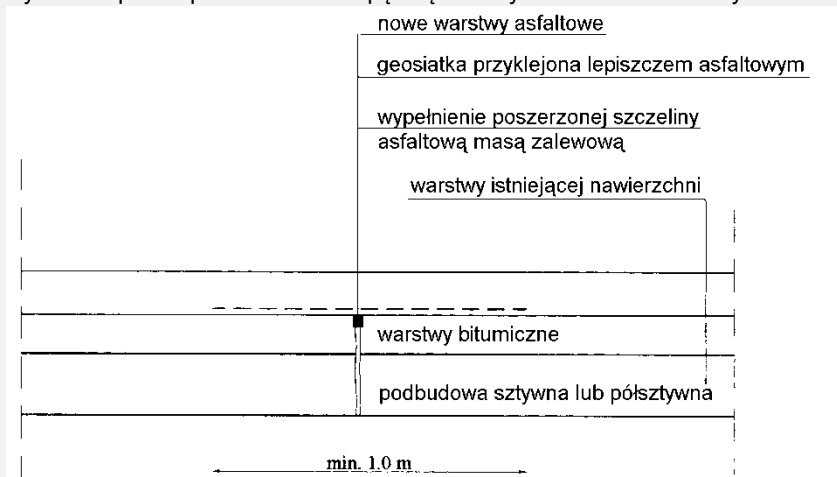 nowe warstwy asfaltowe
geosiatka przyklejona lepiszczem asfaltowym
wypełnienie poszerzonej szczeliny
asfaltową masą zalewową
warstwy istniejącej nawierzchni
warstwy bitumiczne
podbudowa sztywna lub półsztywna
min. 1.0 m